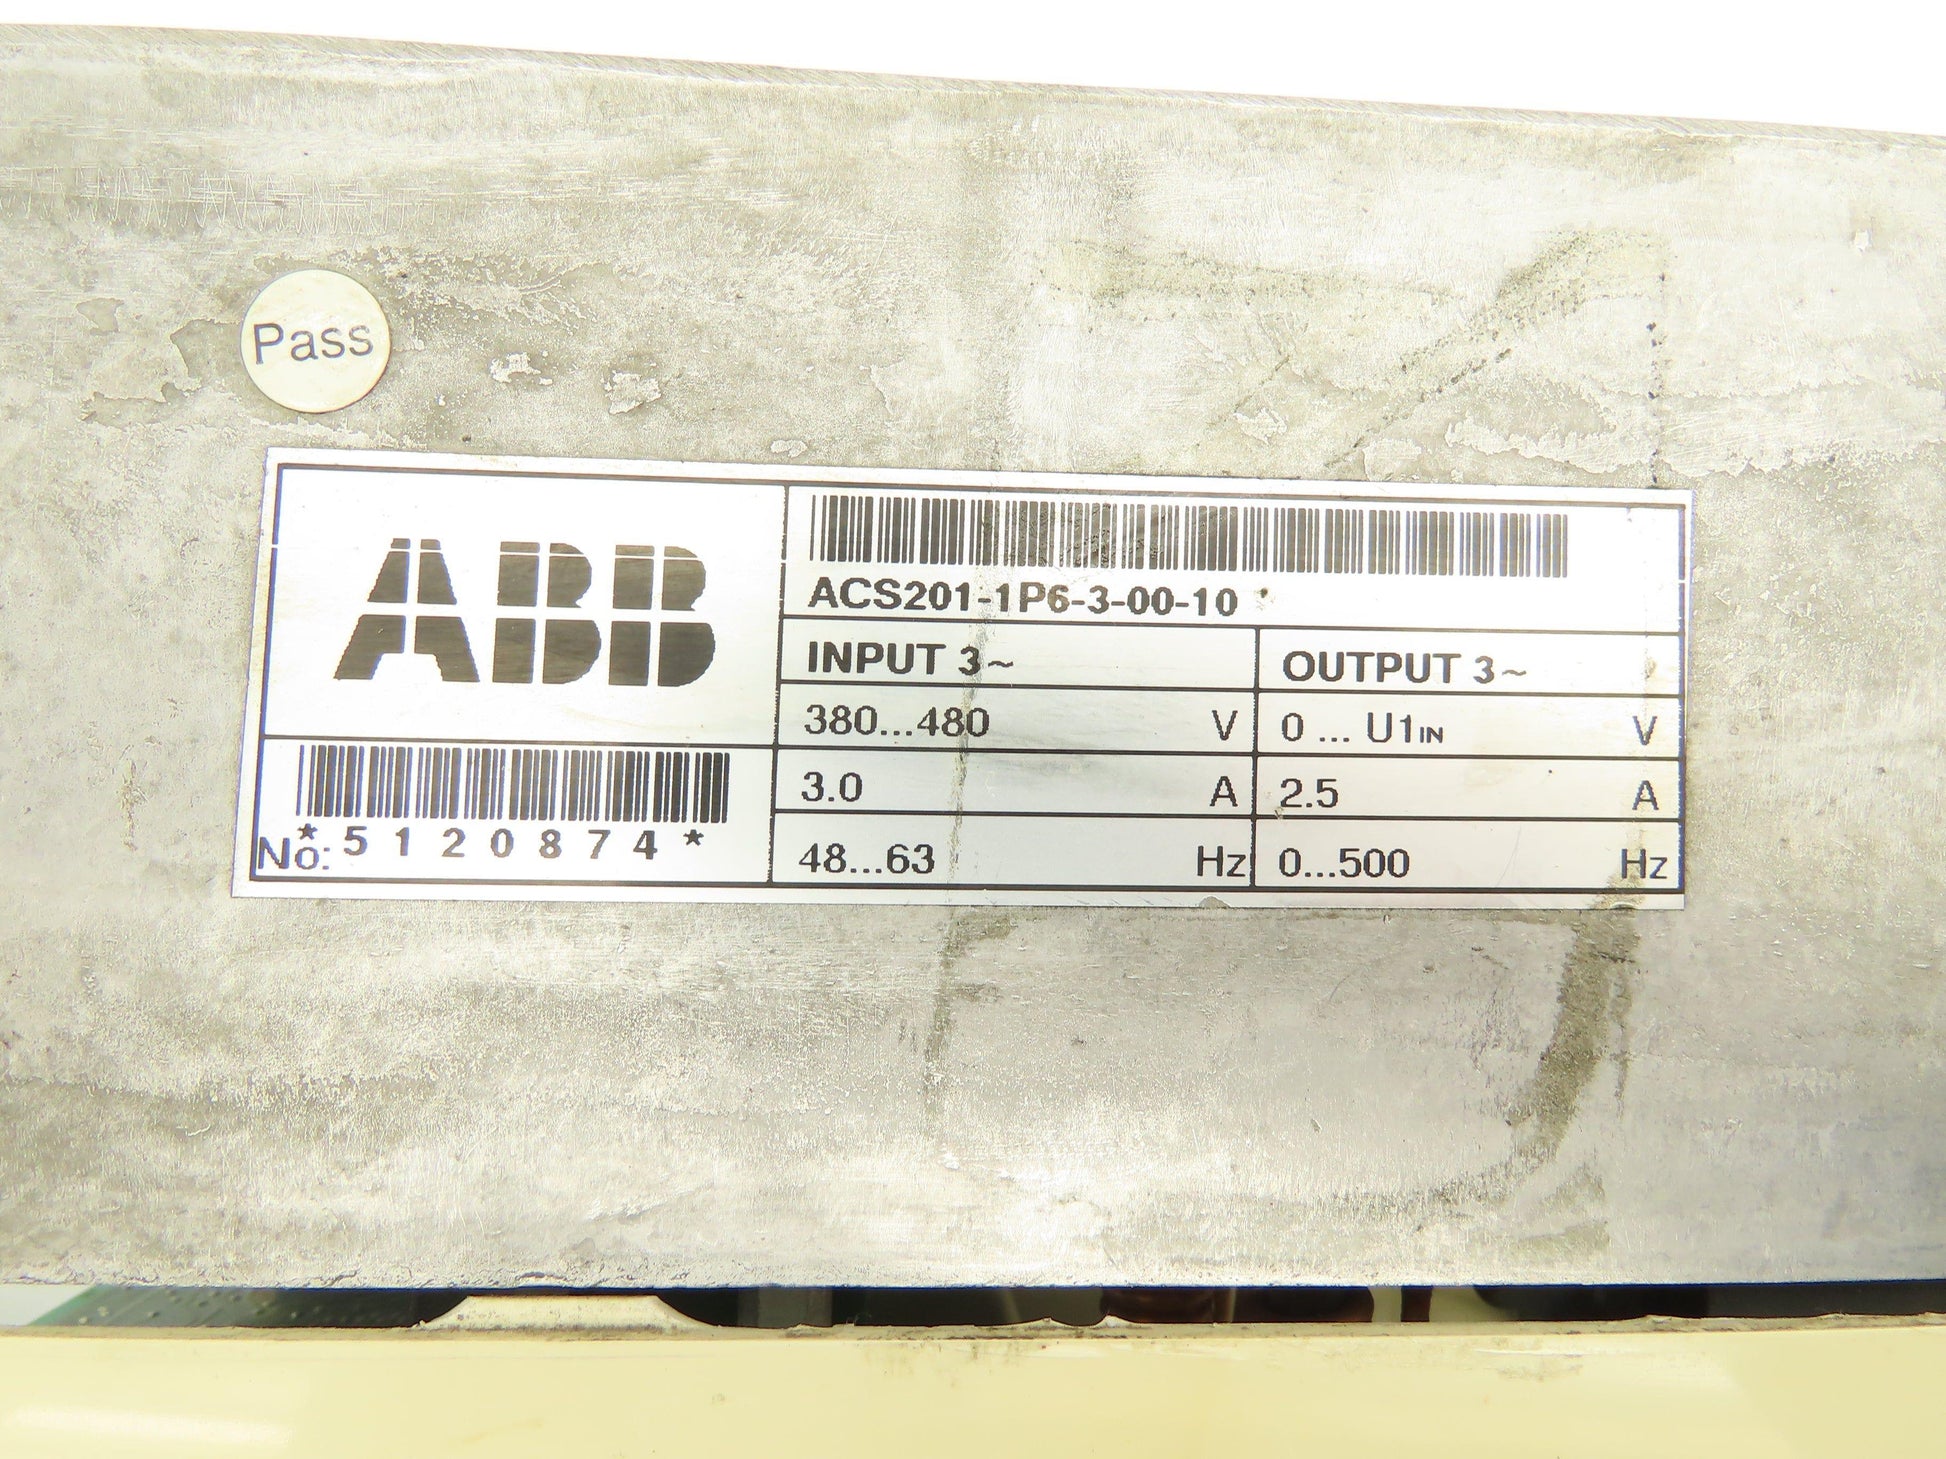 Pass
ABB
ACS201-1P6-3-00-10
INPUT 3~ OUTPUT 3~
380...480 V 0 ... U1IN V
3.0 A 2.5 A
48...63 Hz 0...500 Hz
No: *5120874*